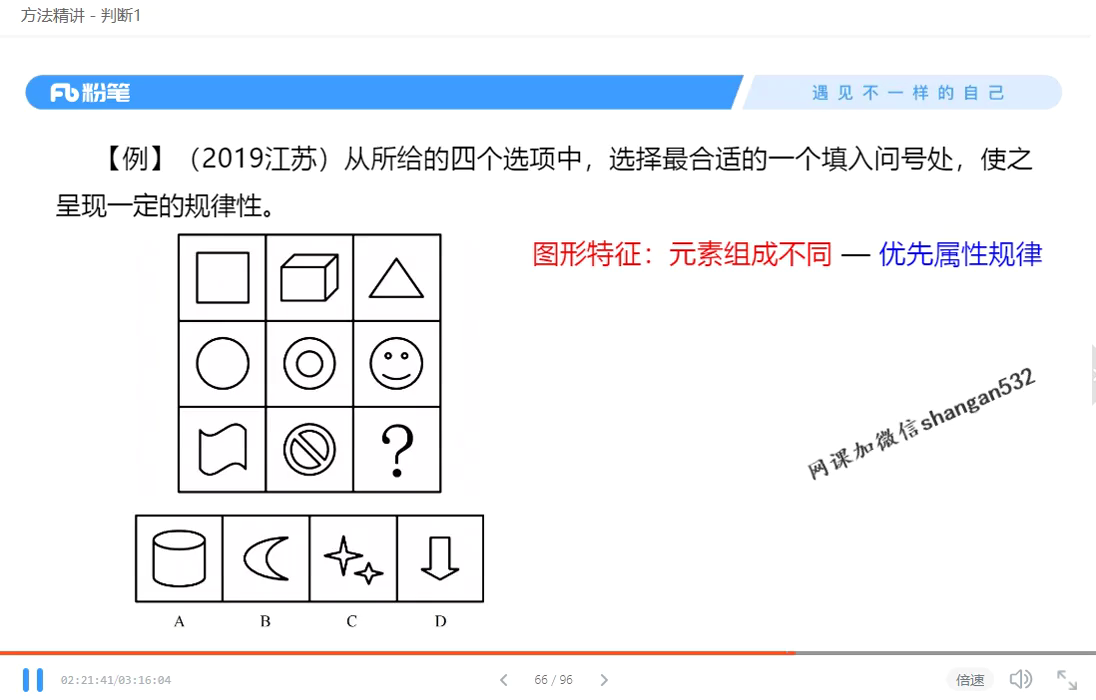 方法精讲 - 判断1
粉笔
遇见不一样的自己
【例】（2019江苏）从所给的四个选项中，选择最合适的一个填入问号处，使之
呈现一定的规律性。
图形特征：元素组成不同 — 优先属性规律
?
网课加微信shangan532
A B C D
02:21:41/03:16:04
66 / 96
倍速